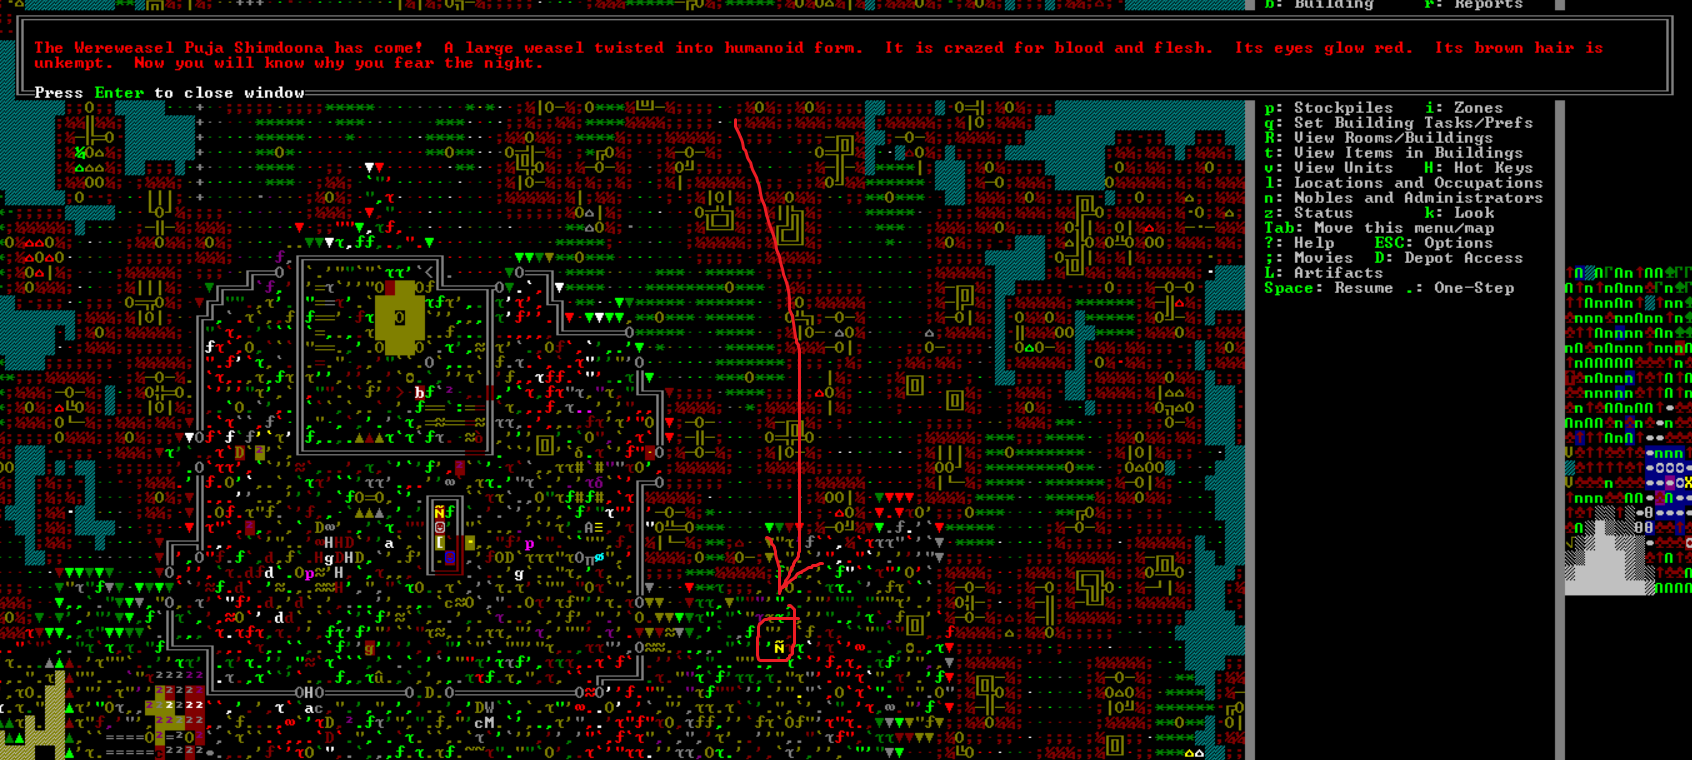 b: Building r: Reports
The Wereweasel Puja Shimdoona has come! A large weasel twisted into humanoid form. It is crazed for blood and flesh. Its eyes glow red. Its brown hair is
unkempt. Now you will know why you fear the night.
Press Enter to close window
p: Stockpiles i: Zones
q: Set Building Tasks/Prefs
R: View Rooms/Buildings
t: View Items in Buildings
v: View Units H: Hot Keys
l: Locations and Occupations
n: Nobles and Administrators
z: Status k: Look
Tab: Move this menu/map
?: Help ESC: Options
;: Movies D: Depot Access
L: Artifacts
Space: Resume .: One-Step